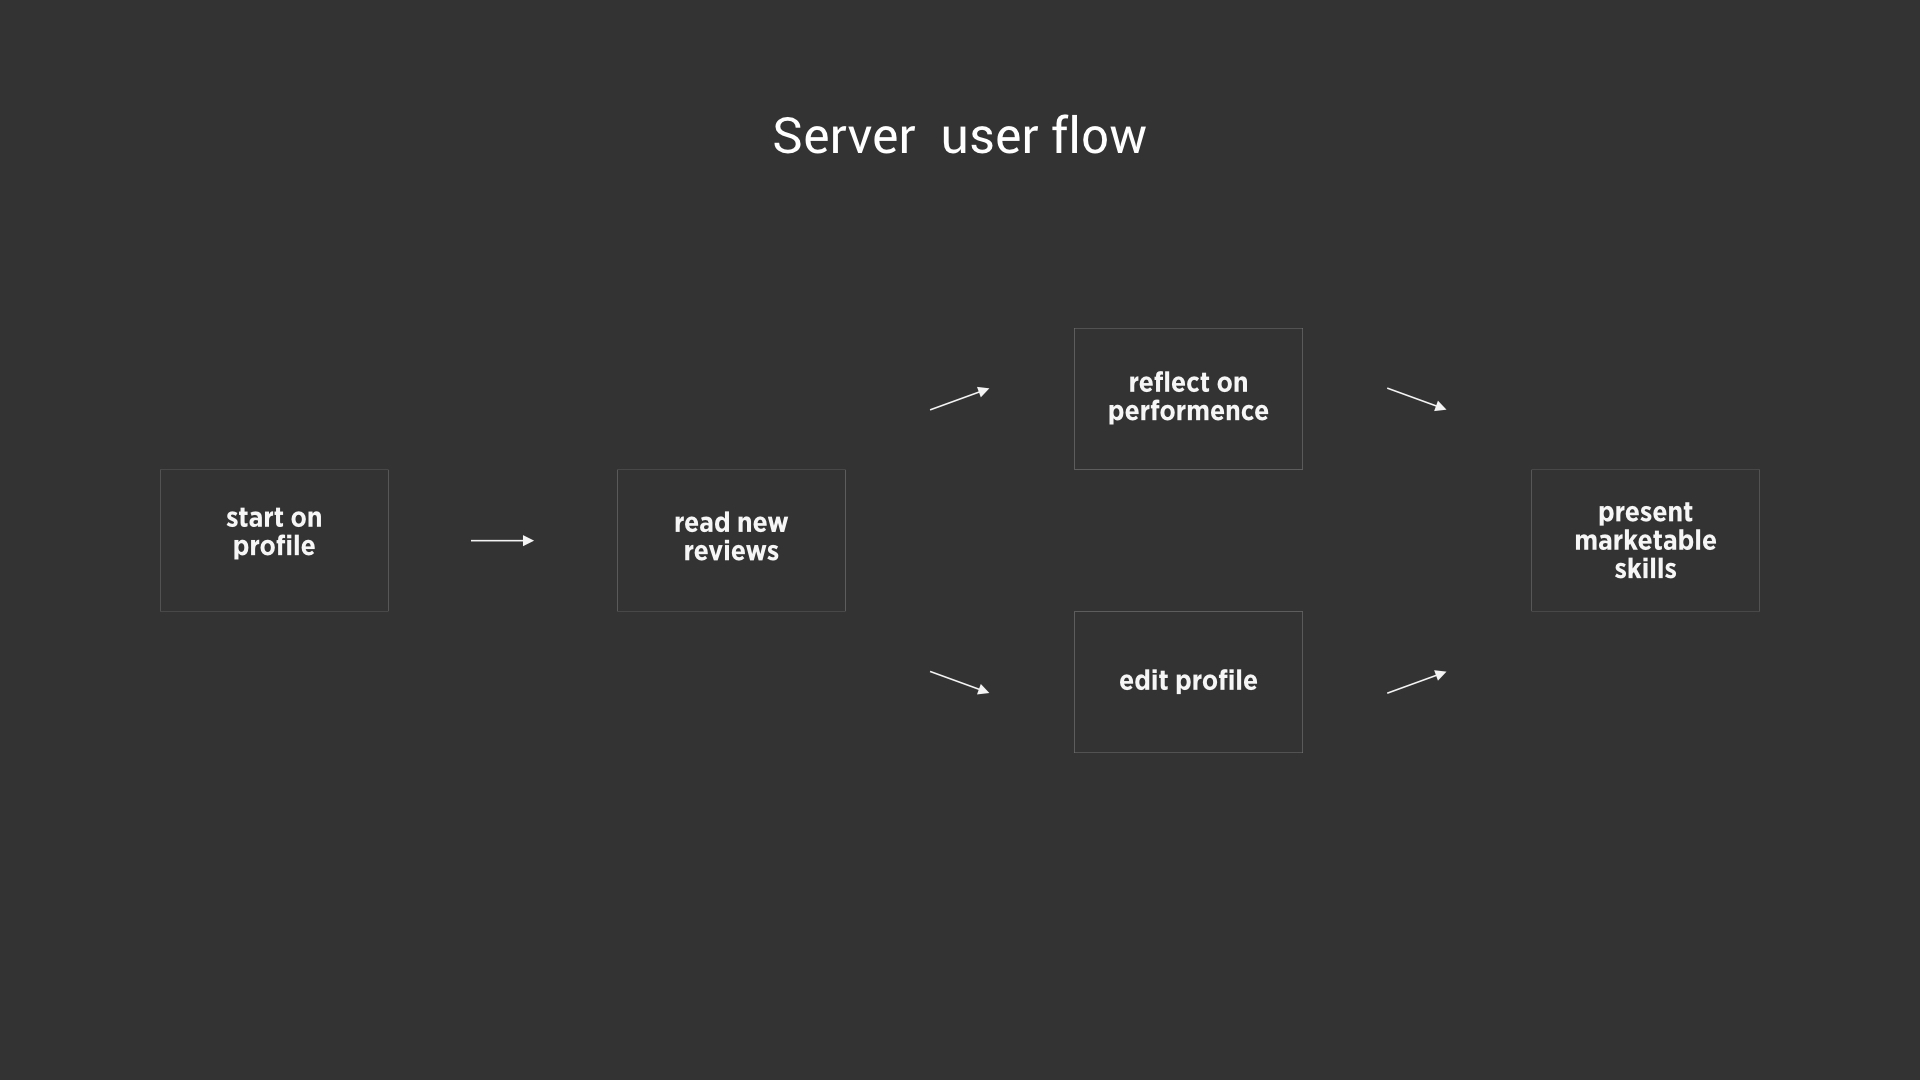 Server  user flow
start on
profile
read new
reviews
reflect on
performence
edit profile
present
marketable
skills